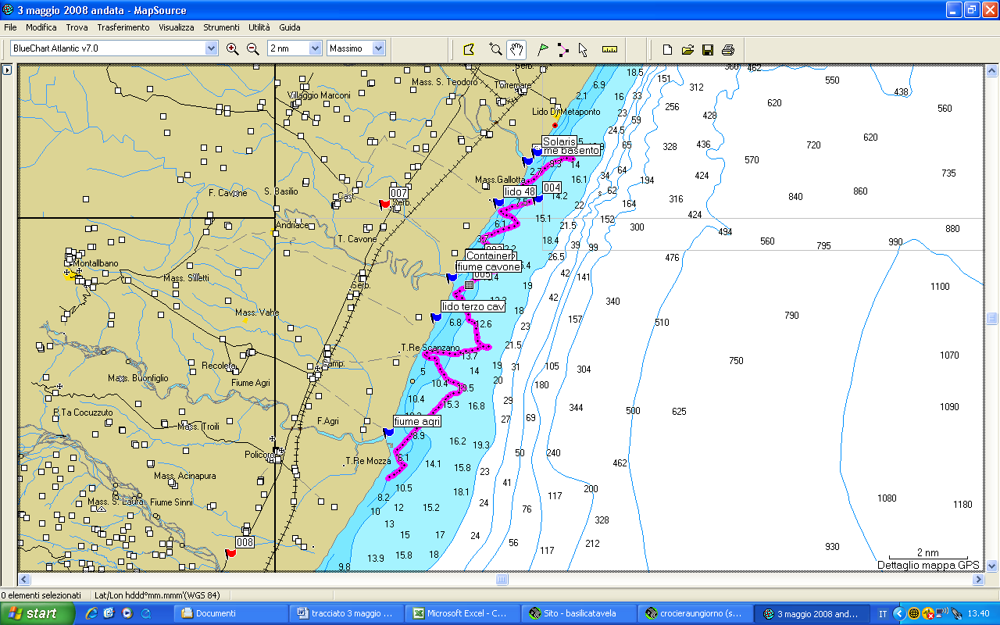 3 maggio 2008 andata - MapSource
File Modifica Trova Trasferimento Visualizza Strumenti Utilità Guida
BlueChart Atlantic v7.0 2 nm Massimo
Mass. S. Teodoro
Torremare
Villaggio Marconi
Lido Di Metaponto
Solaris
me basento
Mass.Gallotta
lido 48
004
007
Serb.
Cast.
S. Basilio
F. Cavone
Andriace
T. Cavone
Container
fiume cavone
005
Montallbano
Mass. Silletti
Serb.
lido terzo cav
Mass. Vahe
T.Re Scanzano
Recoleta
Camp.
Mass. Buonfiglio
Fiume Agri
P.Ta Cocuzzuto
Mass. Troili
F.Agri
fiume agri
Policoro
T.Re Mozza
Mass. Acinapura
Mass. S. Laura
Fiume Sinni
008
18.5 151 312 360 462 550 438
6.9 2.1 16 33 256 620 560
23 59 428
24.5 65 328 436 720 620
9.3 14 34 64 424 570 735
16.1 62 194 860
14.2 22 164 316 840
15.1 152 424
6.1 21.5 300 494 880
18.4 39 99 560 795 990
26.5 476
42 141
19 1100
42 340
18 157 510 790
6.8 12.6 23
21.5
13.7 19 31 105 304 750 1070
5 14 20
10.4 180
10.4 15.3 16.8 29 344 500 625 1090
27 69
8.9 16.2 19.3 50 240
6.1 14.1 15.8 23 462
10.5 18.1 41 200
8.2 117 1080 1180
10 12 15.2 24 76
13 328
15 17 24 56 212
13.9 15.8 18 117 930
9.8
2 nm
Dettaglio mappa GPS
0 elementi selezionati Lat/Lon hddd°mm.mmm'(WGS 84)
start Documenti tracciato 3 maggio ... Microsoft Excel - C... Sito - basilicatavela crocieraungiorno (s... 3 maggio 2008 and... IT 13.40